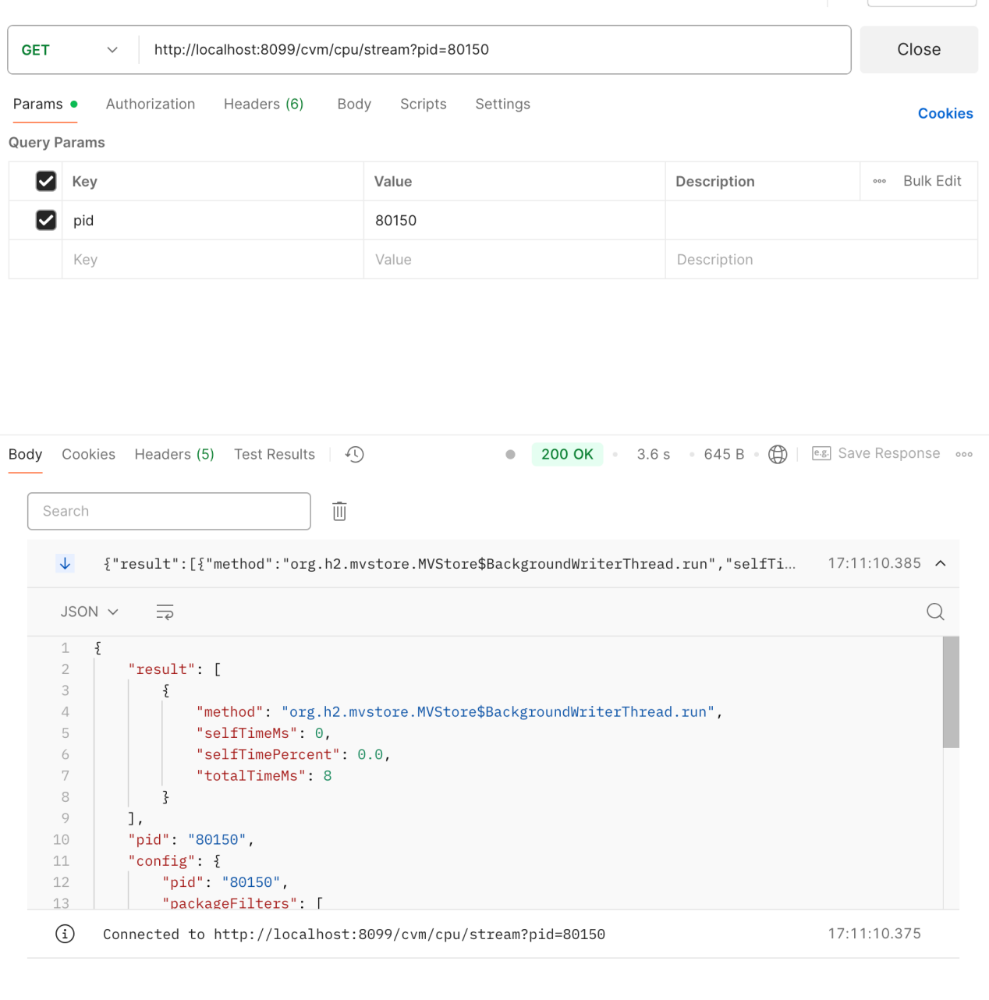 GET http://localhost:8099/cvm/cpu/stream?pid=80150 Close
Params Authorization Headers (6) Body Scripts Settings
Cookies
Query Params
Key Value Description Bulk Edit
pid 80150
Key Value Description
Body Cookies Headers (5) Test Results 200 OK 3.6 s 645 B e.g. Save Response
Search
{"result":[{"method":"org.h2.mvstore.MVStore$BackgroundWriterThread.run","selfTi... 17:11:10.385
JSON
1 {
2 "result": [
3 {
4 "method": "org.h2.mvstore.MVStore$BackgroundWriterThread.run",
5 "selfTimeMs": 0,
6 "selfTimePercent": 0.0,
7 "totalTimeMs": 8
8 }
9 ],
10 "pid": "80150",
11 "config": {
12 "pid": "80150",
13 "packageFilters": [
Connected to http://localhost:8099/cvm/cpu/stream?pid=80150 17:11:10.375